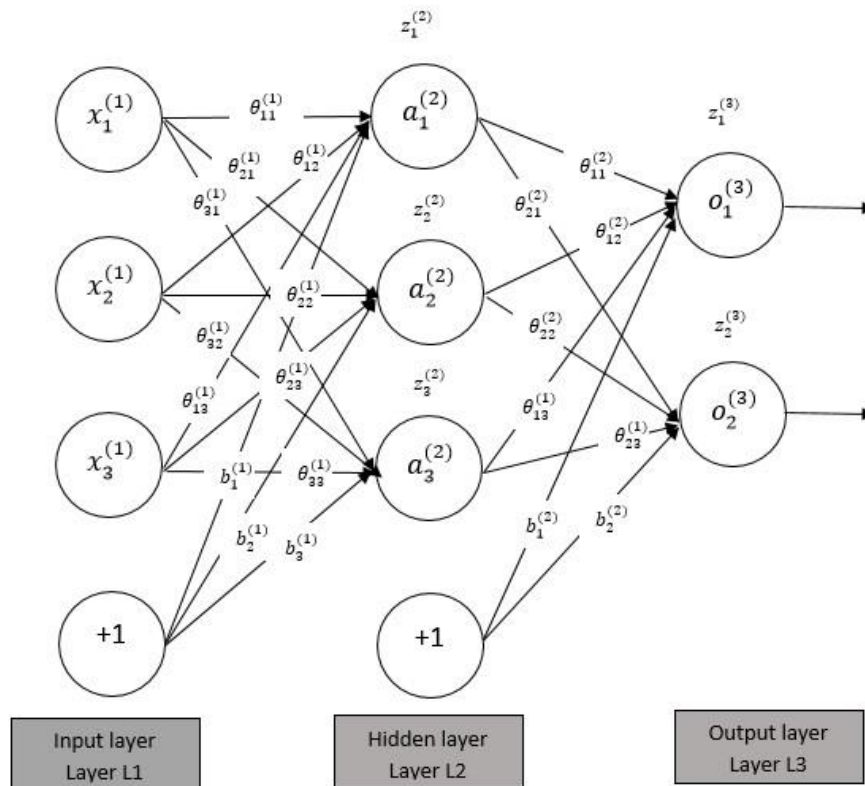 z₁⁽²⁾
x₁⁽¹⁾
θ₁₁⁽¹⁾
a₁⁽²⁾
z₁⁽³⁾
θ₂₁⁽¹⁾
θ₁₂⁽¹⁾
θ₃₁⁽¹⁾
θ₁₁⁽²⁾
θ₂₁⁽²⁾
o₁⁽³⁾
z₂⁽²⁾
θ₁₂⁽²⁾
x₂⁽¹⁾
θ₂₂⁽¹⁾
a₂⁽²⁾
θ₃₂⁽¹⁾
θ₂₂⁽²⁾
z₂⁽³⁾
θ₁₃⁽¹⁾
θ₂₃⁽¹⁾
z₃⁽²⁾
θ₁₃⁽¹⁾
o₂⁽³⁾
θ₂₃⁽¹⁾
x₃⁽¹⁾
b₁⁽¹⁾
θ₃₃⁽¹⁾
a₃⁽²⁾
b₂⁽¹⁾
b₃⁽¹⁾
b₁⁽²⁾
b₂⁽²⁾
+1
+1
Input layer
Layer L1
Hidden layer
Layer L2
Output layer
Layer L3